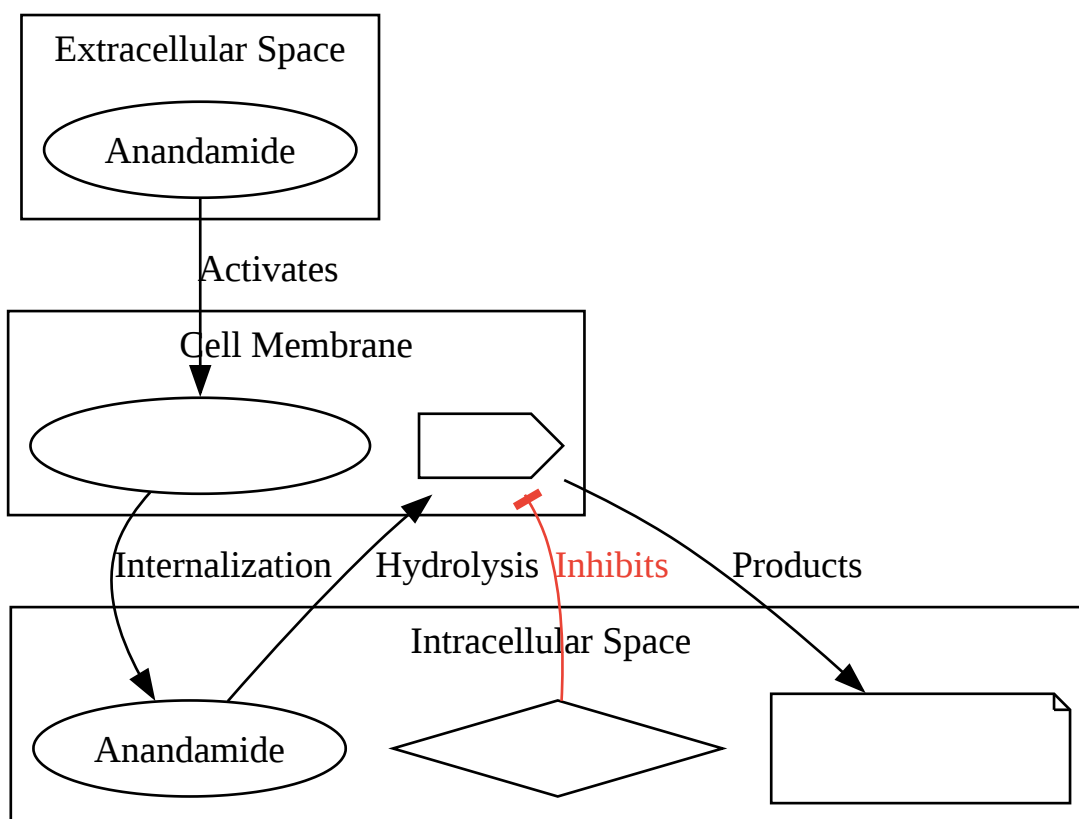 Extracellular Space
Anandamide
Activates
Cell Membrane
Internalization
Hydrolysis
Inhibits
Products
Intracellular Space
Anandamide